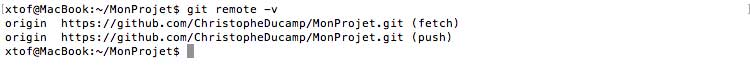 [xtof@MacBook:~/MonProjet$ git remote -v ]
origin  https://github.com/ChristopheDucamp/MonProjet.git (fetch)
origin  https://github.com/ChristopheDucamp/MonProjet.git (push)
xtof@MacBook:~/MonProjet$